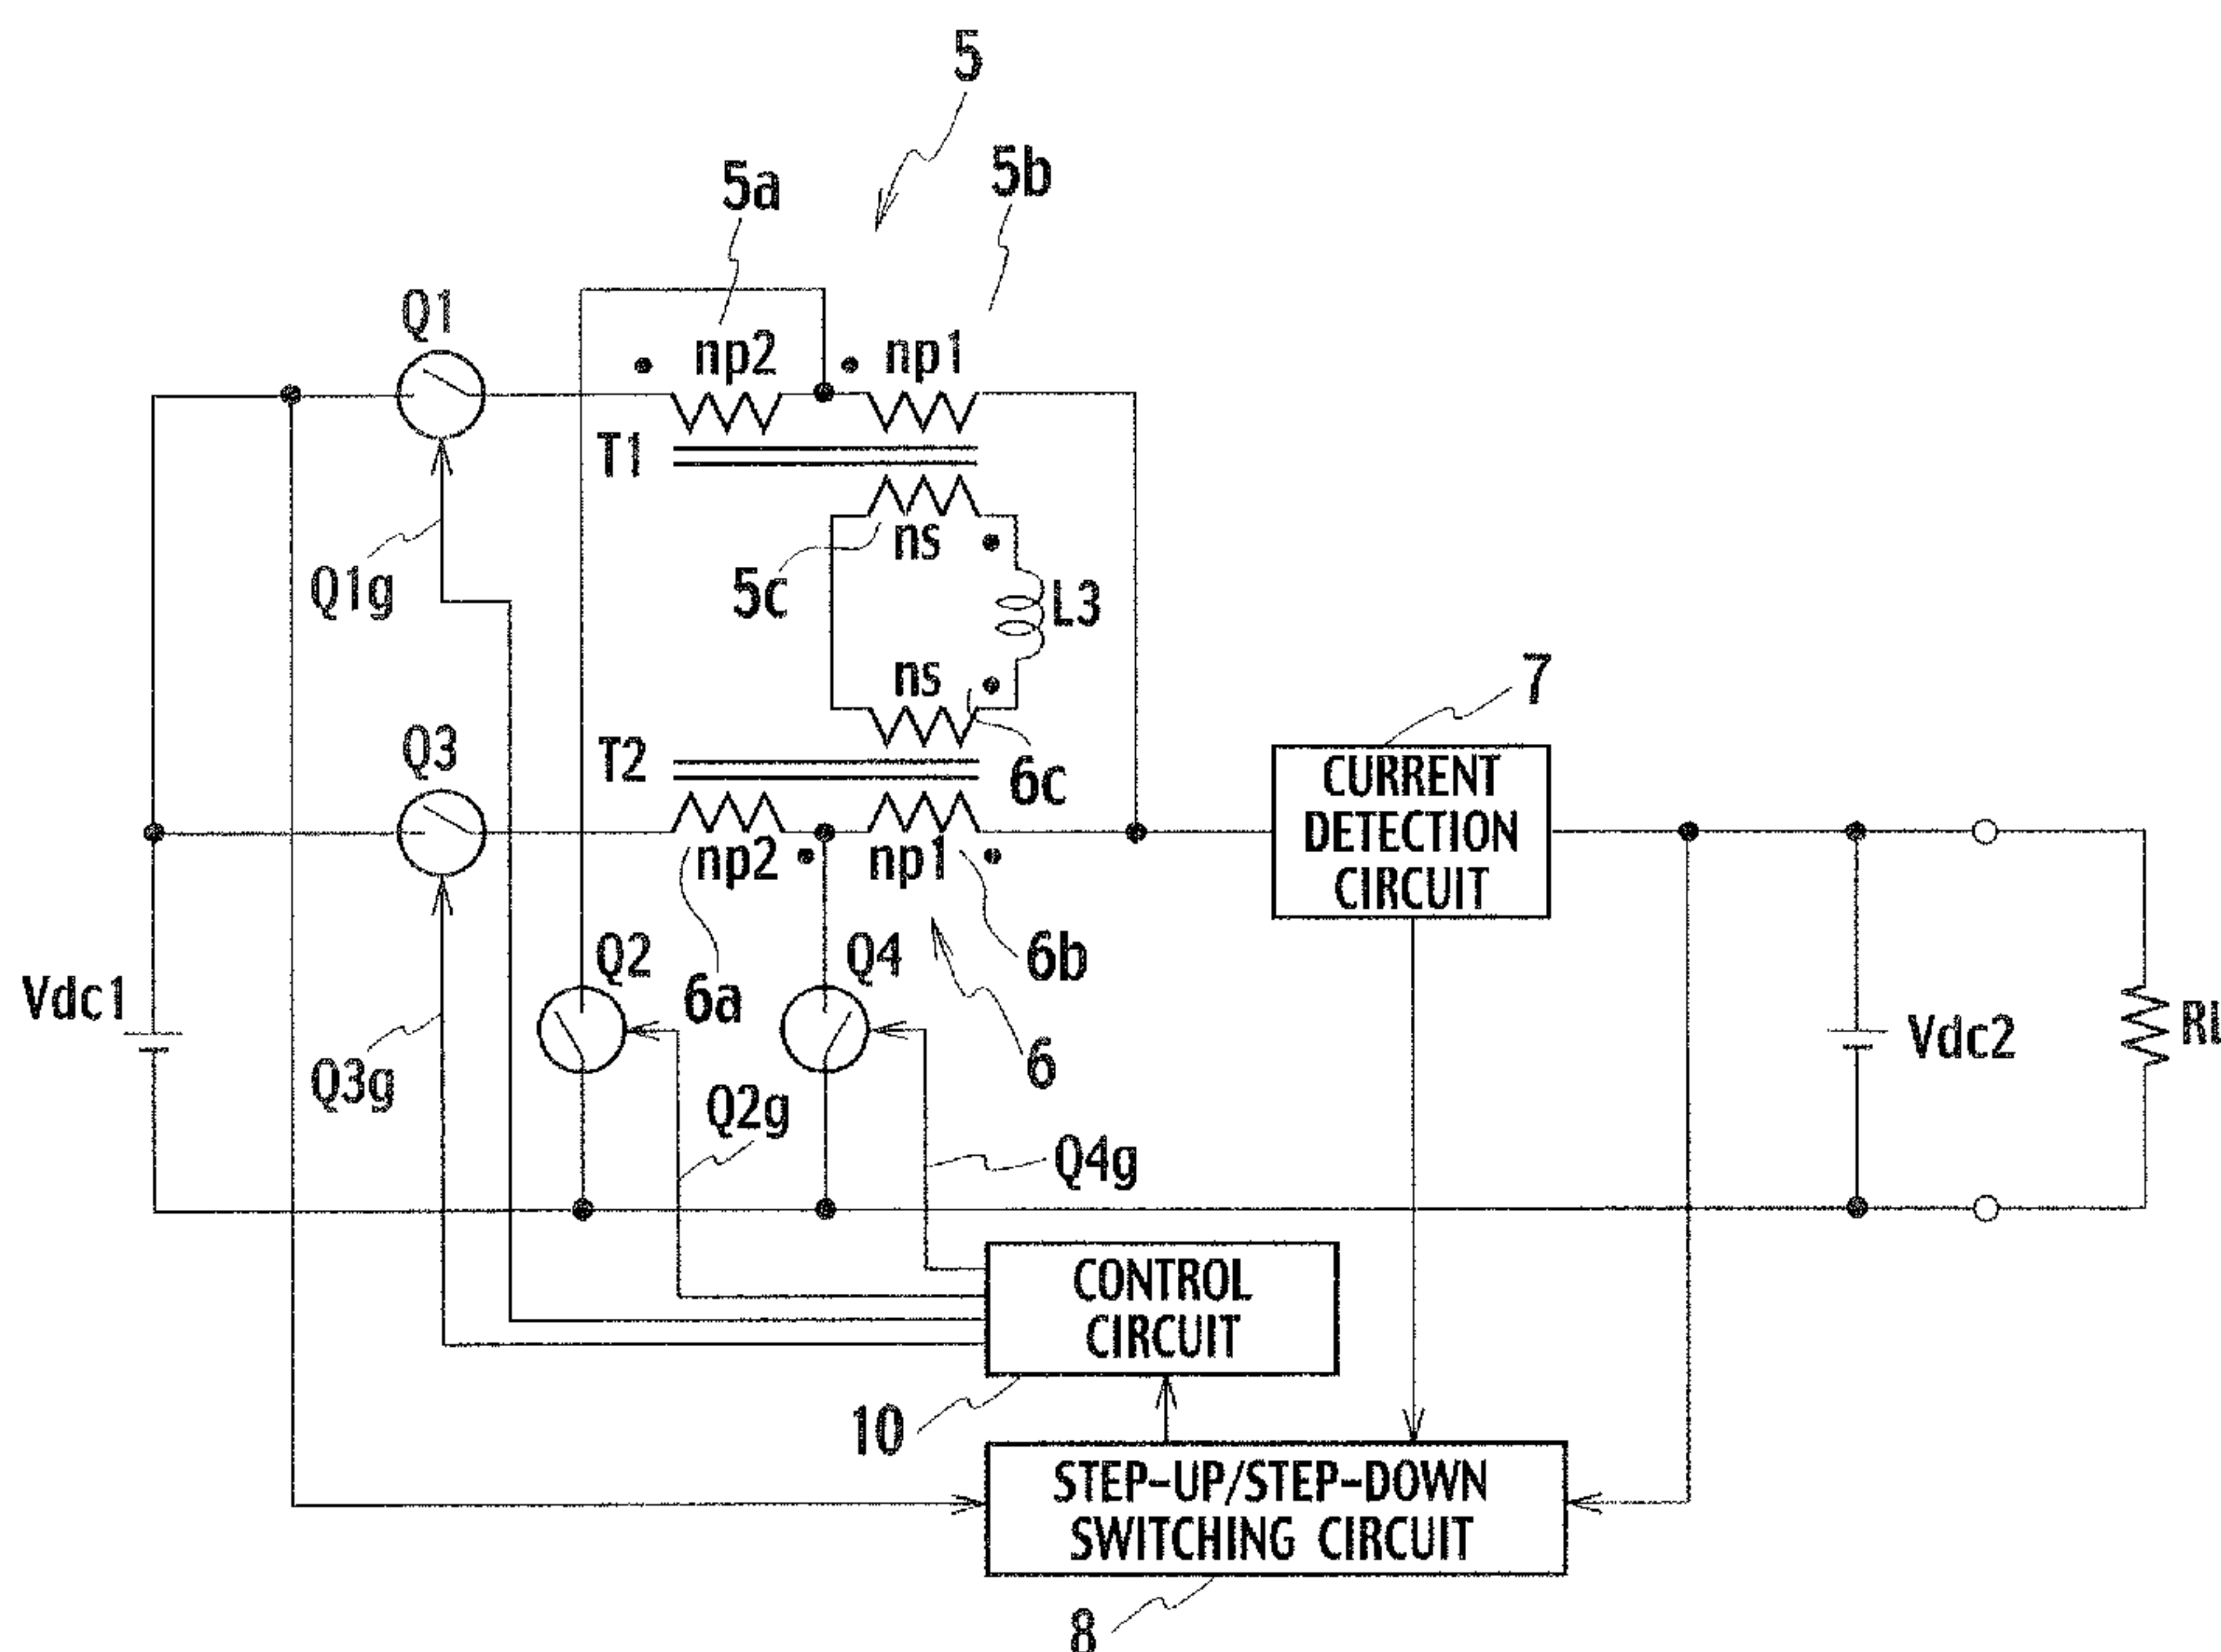 5
5a
5b
Q1
np2
np1
T1
ns
Q1g
5c
L3
ns
Q3
T2
6c
7
CURRENT
DETECTION
CIRCUIT
np2
np1
Q2
Q4
6b
6a
Vdc1
Vdc2
RL
6
Q3g
Q2g
Q4g
CONTROL
CIRCUIT
10
STEP-UP/STEP-DOWN
SWITCHING CIRCUIT
8